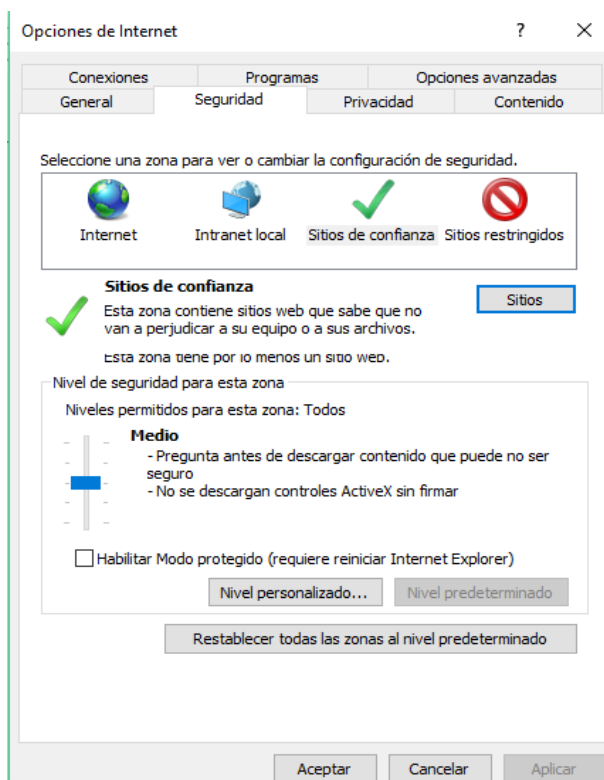 Opciones de Internet ? ×
Conexiones Programas Opciones avanzadas
General Seguridad Privacidad Contenido
Seleccione una zona para ver o cambiar la configuración de seguridad.
Internet Intranet local Sitios de confianza Sitios restringidos
Sitios de confianza
Sitios
Esta zona contiene sitios web que sabe que no
van a perjudicar a su equipo o a sus archivos.
Esta zona tiene por lo menos un sitio web.
Nivel de seguridad para esta zona
Niveles permitidos para esta zona: Todos
Medio
- Pregunta antes de descargar contenido que puede no ser
seguro
- No se descargan controles ActiveX sin firmar
Habilitar Modo protegido (requiere reiniciar Internet Explorer)
Nivel personalizado... Nivel predeterminado
Restablecer todas las zonas al nivel predeterminado
Aceptar Cancelar Aplicar